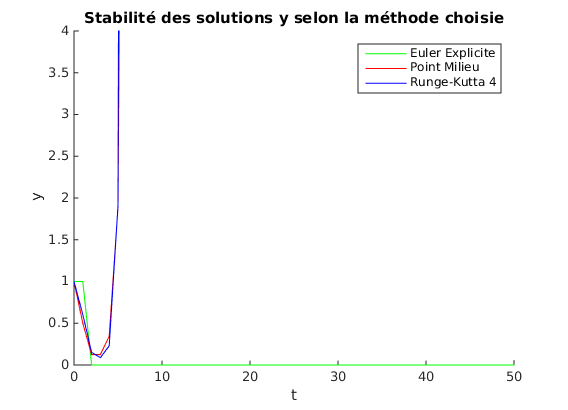 Stabilité des solutions y selon la méthode choisie
Euler Explicite
Point Milieu
Runge-Kutta 4
4
3.5
3
2.5
2
1.5
1
0.5
0
y
0
10
20
30
40
50
t